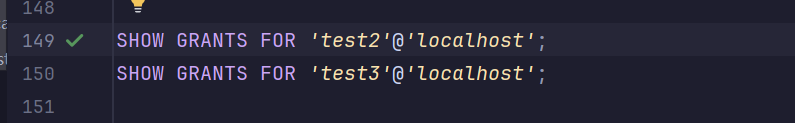 148
149 SHOW GRANTS FOR 'test2'@'localhost';
150 SHOW GRANTS FOR 'test3'@'localhost';
151